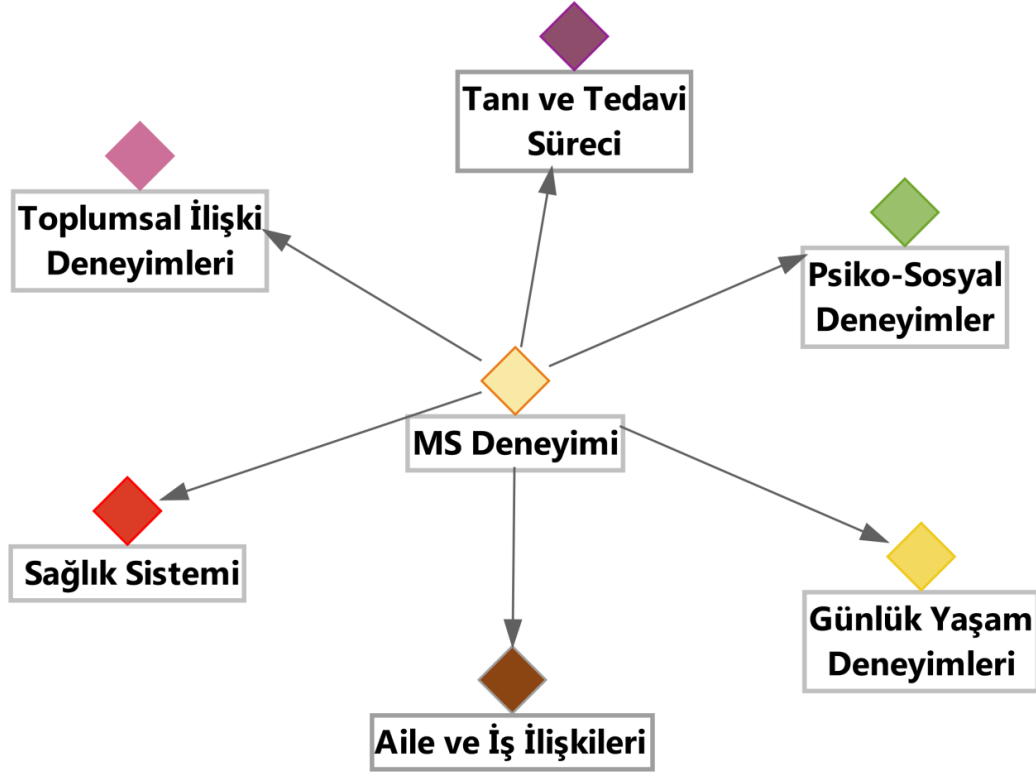 Tanı ve Tedavi
Süreci
Toplumsal İlişki
Deneyimleri
Psiko-Sosyal
Deneyimler
MS Deneyimi
Sağlık Sistemi
Günlük Yaşam
Deneyimleri
Aile ve İş İlişkileri